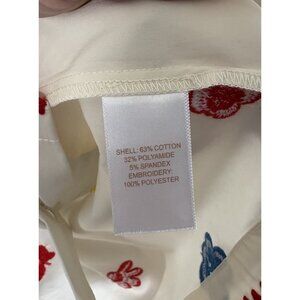 SHELL: 63% COTTON
32% POLYAMIDE
5% SPANDEX
EMBROIDERY:
100% POLYESTER